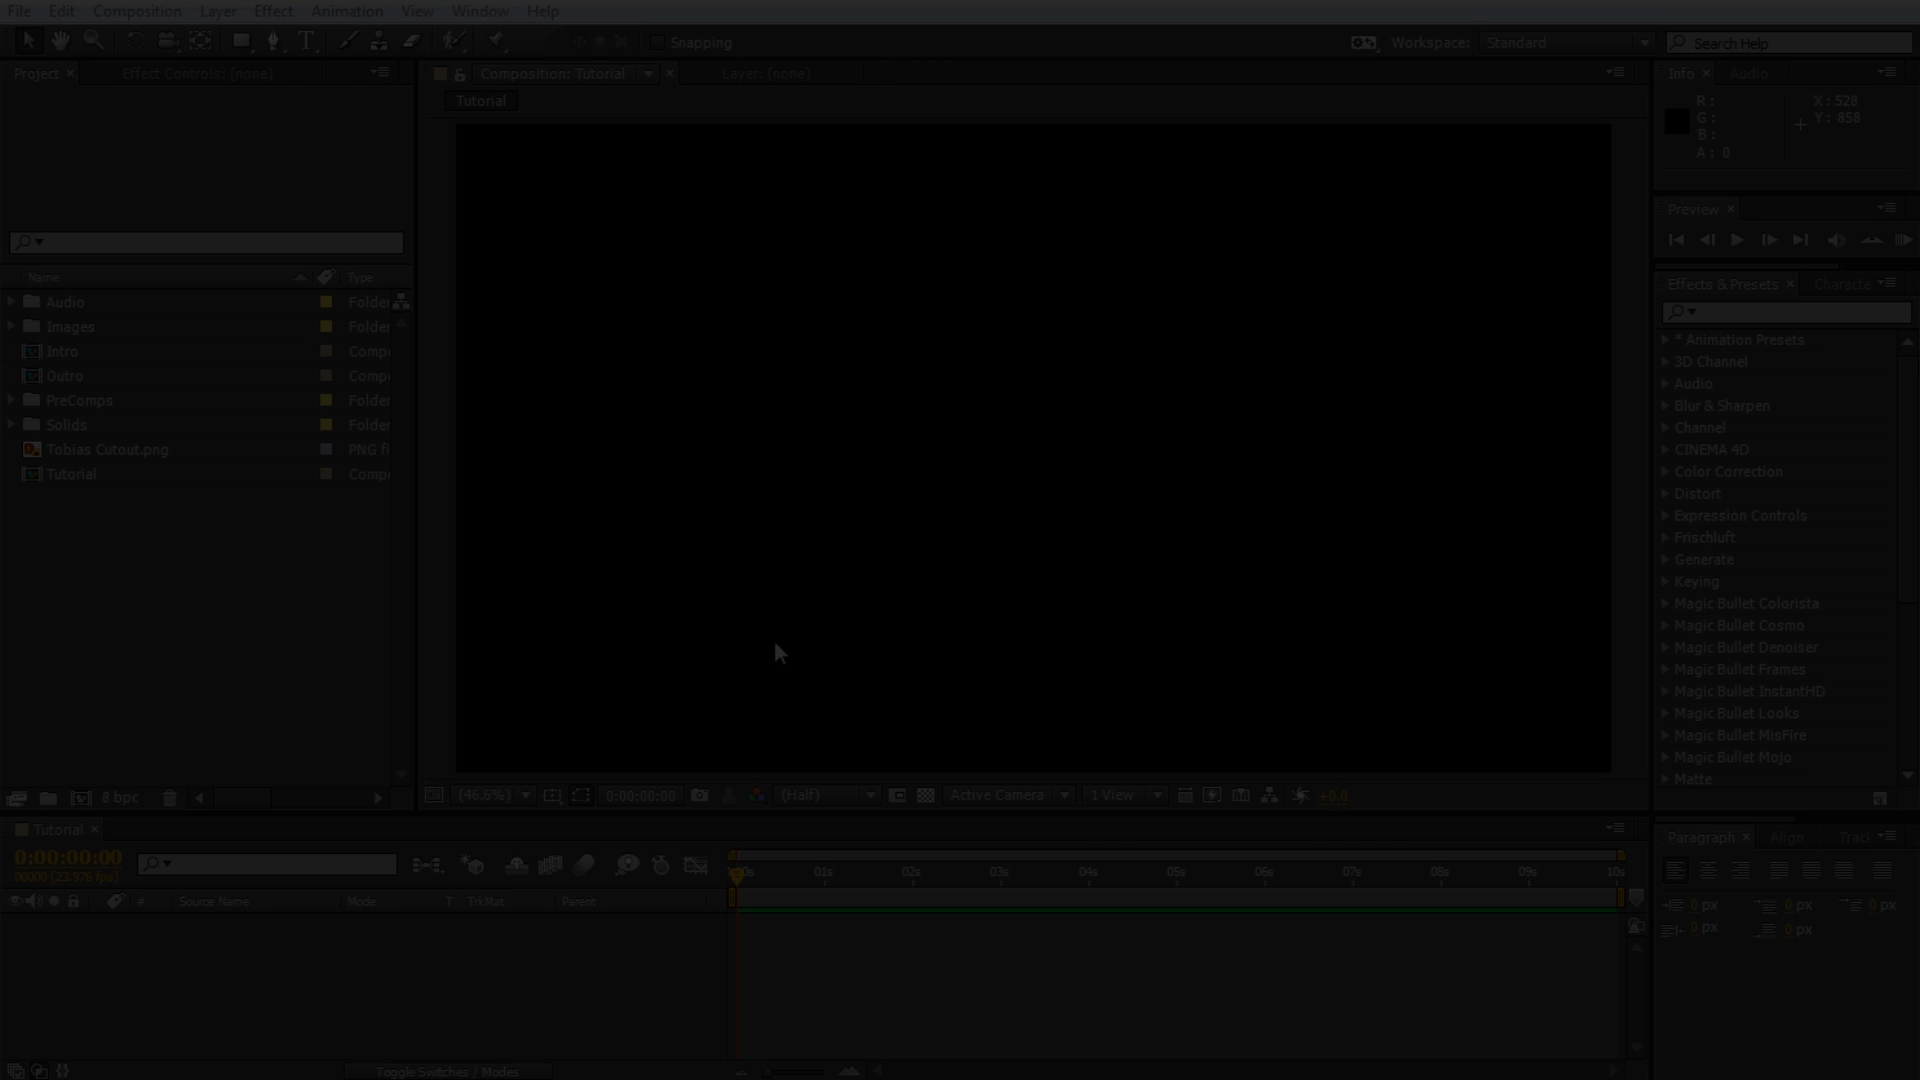 File Edit Composition Layer Effect Animation View Window Help
Snapping
Workspace: Standard
Search Help
Project
Effect Controls: (none)
Composition: Tutorial
Layer: (none)
Tutorial
Info
Audio
R :
G :
B :
A : 0
X : 528
Y : 858
Preview
Name
Type
Audio Folder
Images Folder
Intro Comp
Outro Comp
PreComps Folder
Solids Folder
Tobias Cutout.png PNG fi
Tutorial Comp
8 bpc
Effects & Presets
Characte
* Animation Presets
3D Channel
Audio
Blur & Sharpen
Channel
CINEMA 4D
Color Correction
Distort
Expression Controls
Frischluft
Generate
Keying
Magic Bullet Colorista
Magic Bullet Cosmo
Magic Bullet Denoiser
Magic Bullet Frames
Magic Bullet InstantHD
Magic Bullet Looks
Magic Bullet MisFire
Magic Bullet Mojo
Matte
(46.6%)
0:00:00:00
(Half)
Active Camera
1 View
+0.0
Tutorial
0:00:00:00
00000 (23.976 fps)
# Source Name Mode T TrkMat Parent
01s 02s 03s 04s 05s 06s 07s 08s 09s 10s
Toggle Switches / Modes
Paragraph
Align
0 px 0 px 0 px
0 px 0 px